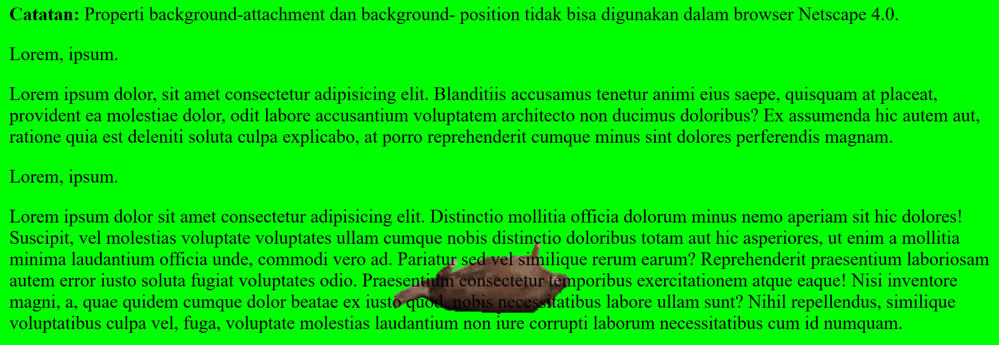 Catatan: Properti background-attachment dan background- position tidak bisa digunakan dalam browser Netscape 4.0.
Lorem, ipsum.
Lorem ipsum dolor, sit amet consectetur adipisicing elit. Blanditiis accusamus tenetur animi eius saepe, quisquam at placeat,
provident ea molestiae dolor, odit labore accusantium voluptatem architecto non ducimus doloribus? Ex assumenda hic autem aut,
ratione quia est deleniti soluta culpa explicabo, at porro reprehenderit cumque minus sint dolores perferendis magnam.
Lorem, ipsum.
Lorem ipsum dolor sit amet consectetur adipisicing elit. Distinctio mollitia officia dolorum minus nemo aperiam sit hic dolores!
Suscipit, vel molestias voluptate voluptates ullam cumque nobis distinctio doloribus totam aut hic asperiores, ut enim a mollitia
minima laudantium officia unde, commodi vero ad. Pariatur sed vel similique rerum earum? Reprehenderit praesentium laboriosam
autem error iusto soluta fugiat voluptates odio. Praesentium consectetur temporibus exercitationem atque eaque! Nisi inventore
magni, a, quae quidem cumque dolor beatae ex iusto quod, nobis necessitatibus labore ullam sunt? Nihil repellendus, similique
voluptatibus culpa vel, fuga, voluptate molestias laudantium non iure corrupti laborum necessitatibus cum id numquam.